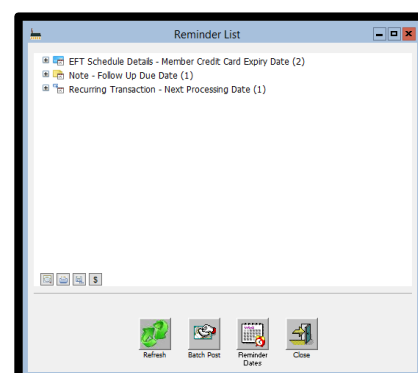 Reminder List
EFT Schedule Details - Member Credit Card Expiry Date (2)
Note - Follow Up Due Date (1)
Recurring Transaction - Next Processing Date (1)
$
Refresh
Batch Post
Reminder
Dates
Close